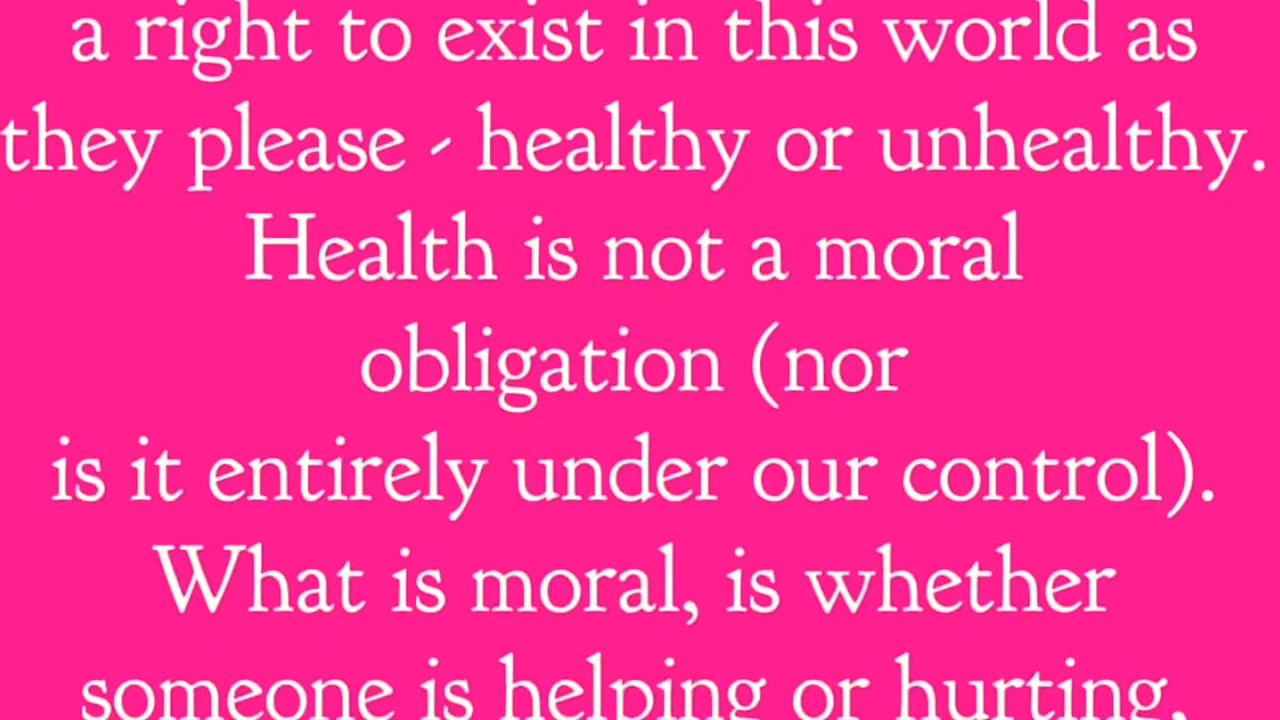 a right to exist in this world as
they please - healthy or unhealthy.
Health is not a moral
obligation (nor
is it entirely under our control).
What is moral, is whether
someone is helping or hurting,